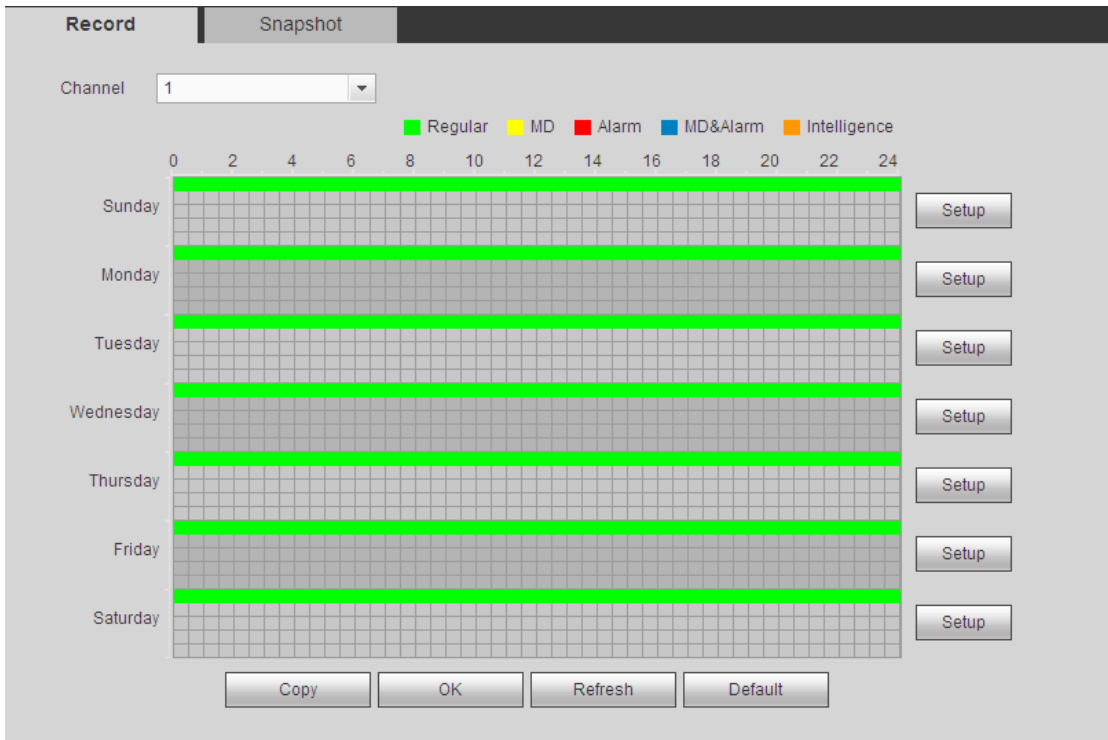 Record Snapshot
Channel 1
Regular MD Alarm MD&Alarm Intelligence
0 2 4 6 8 10 12 14 16 18 20 22 24
Sunday Setup
Monday Setup
Tuesday Setup
Wednesday Setup
Thursday Setup
Friday Setup
Saturday Setup
Copy OK Refresh Default